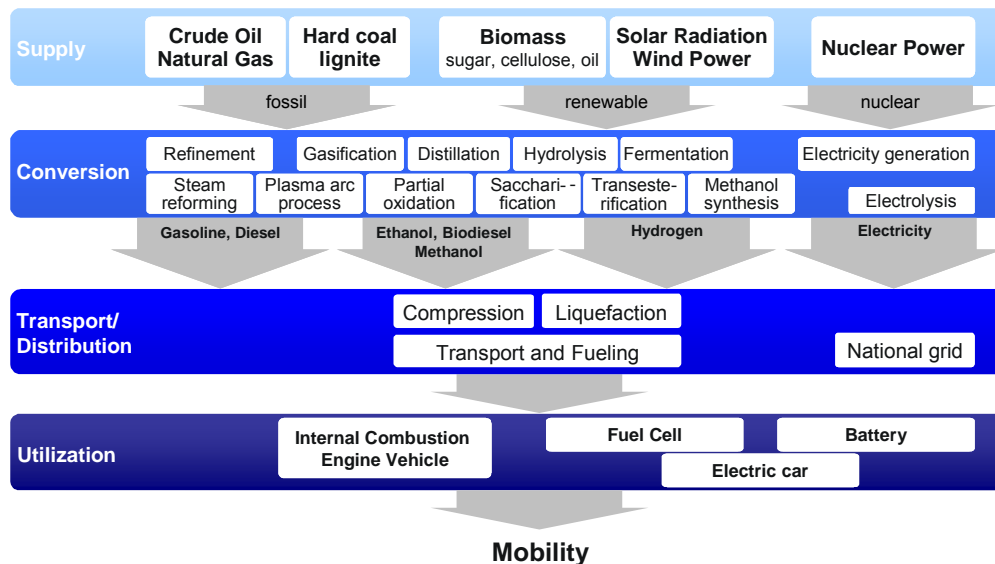 Supply
Crude Oil
Natural Gas
Hard coal
lignite
Biomass
sugar, cellulose, oil
Solar Radiation
Wind Power
Nuclear Power
fossil
renewable
nuclear
Conversion
Refinement
Gasification
Distillation
Hydrolysis
Fermentation
Electricity generation
Steam
reforming
Plasma arc
process
Partial
oxidation
Sacchari- -
fication
Transeste-
rification
Methanol
synthesis
Electrolysis
Gasoline, Diesel
Ethanol, Biodiesel
Methanol
Hydrogen
Electricity
Transport/
Distribution
Compression
Liquefaction
Transport and Fueling
National grid
Utilization
Internal Combustion
Engine Vehicle
Fuel Cell
Battery
Electric car
Mobility